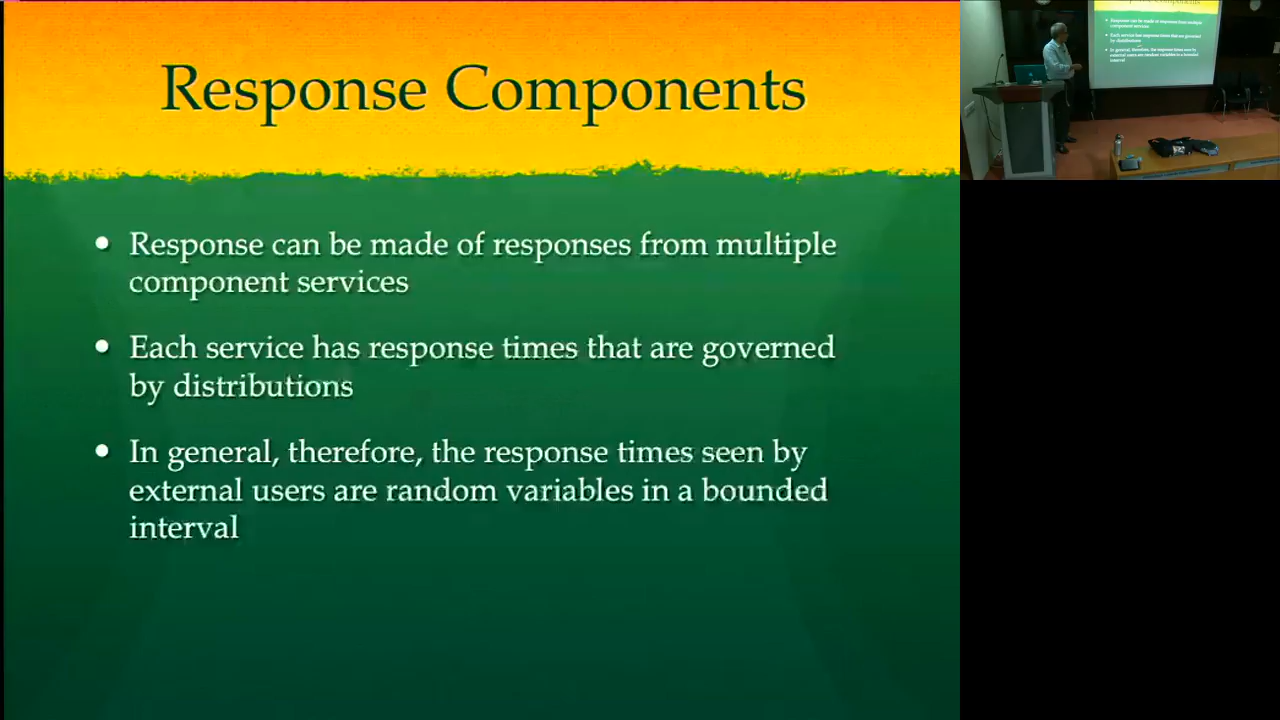 Response Components
Response can be made of responses from multiple
component services
Each service has response times that are governed
by distributions
In general, therefore, the response times seen by
external users are random variables in a bounded
interval